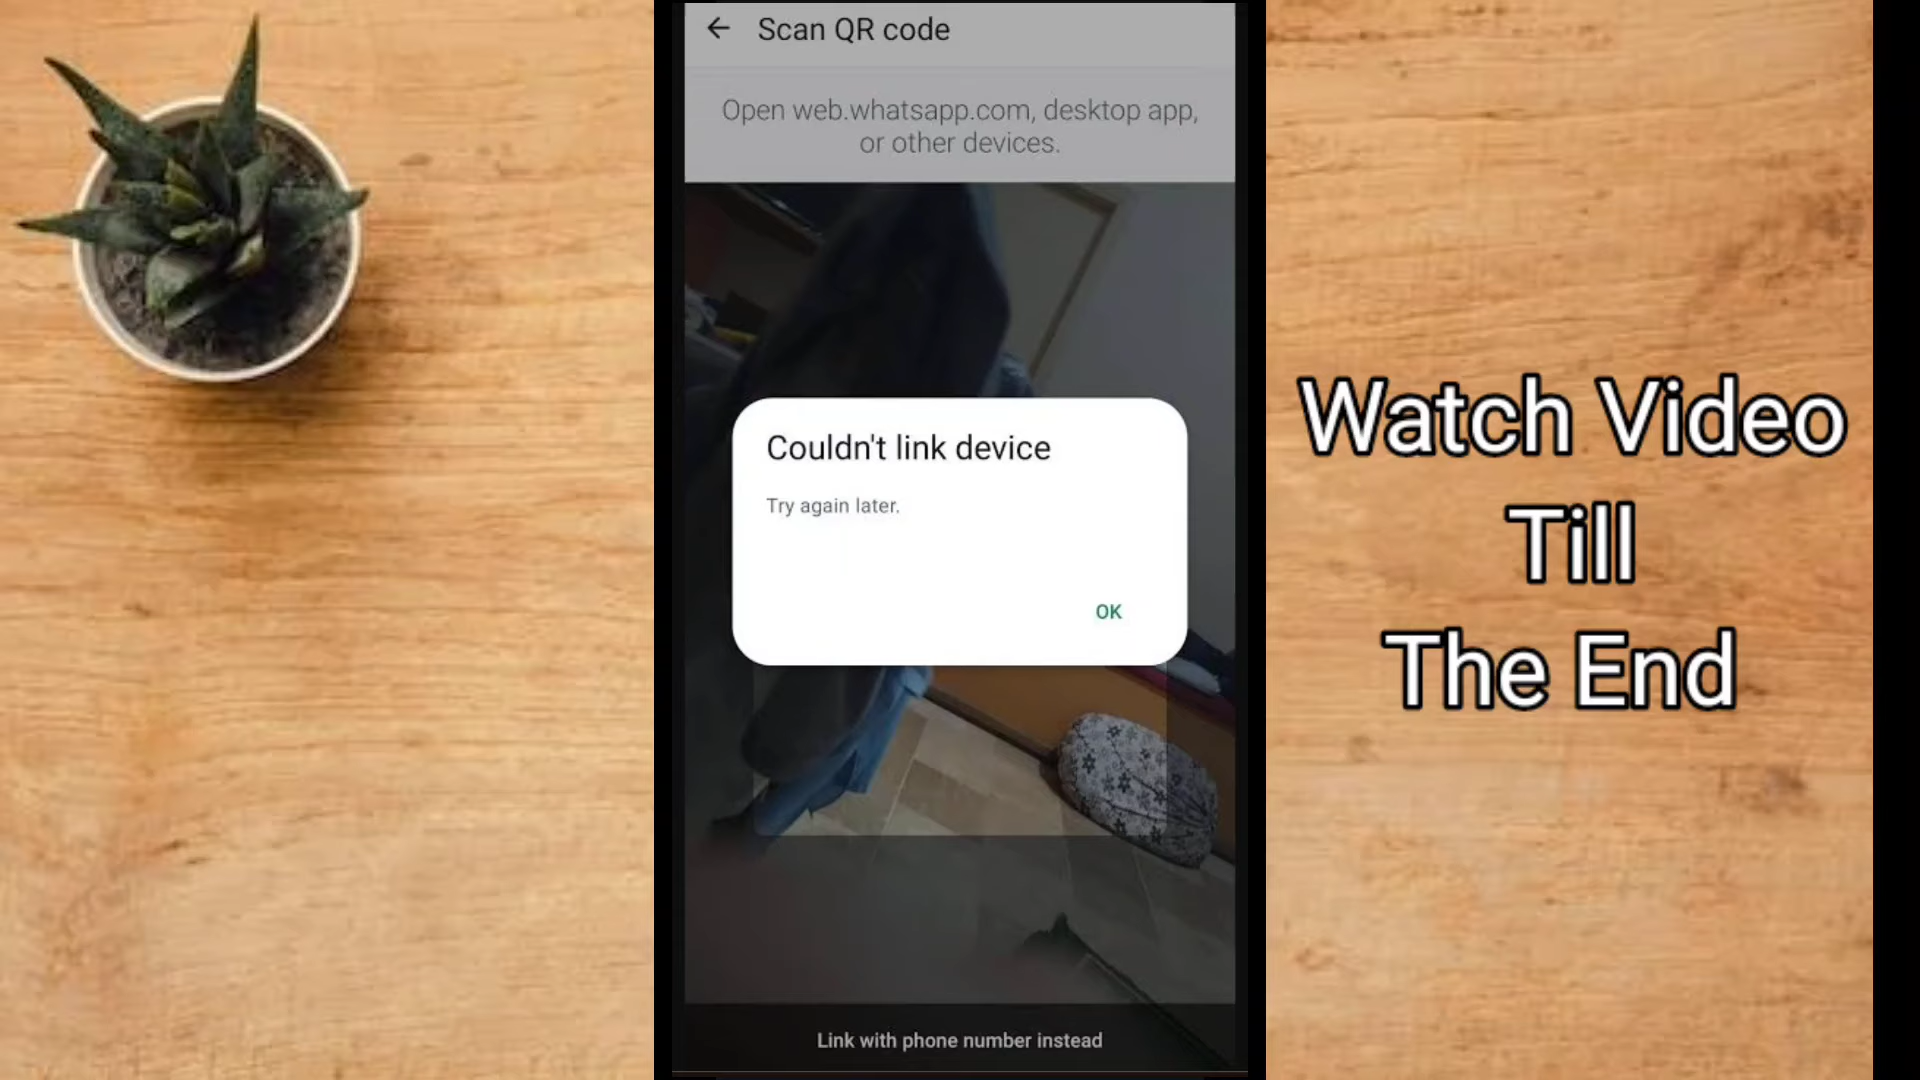 Scan QR code
Open web.whatsapp.com, desktop app,
or other devices.
Couldn't link device
Try again later.
OK
Link with phone number instead
Watch Video
Till
The End